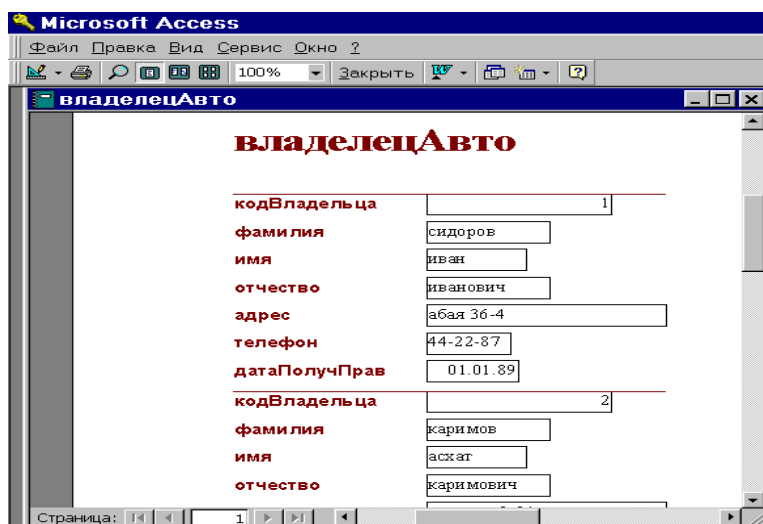 Microsoft Access
Файл Правка Вид Сервис Окно ?
100% Закрыть
владелецАвто
владелецАвто
кодВладельца 1
фамилия сидоров
имя иван
отчество иванович
адрес абая 36-4
телефон 44-22-87
датаПолучПрав 01.01.89
кодВладельца 2
фамилия каримов
имя асхат
отчество каримович
Страница: 1